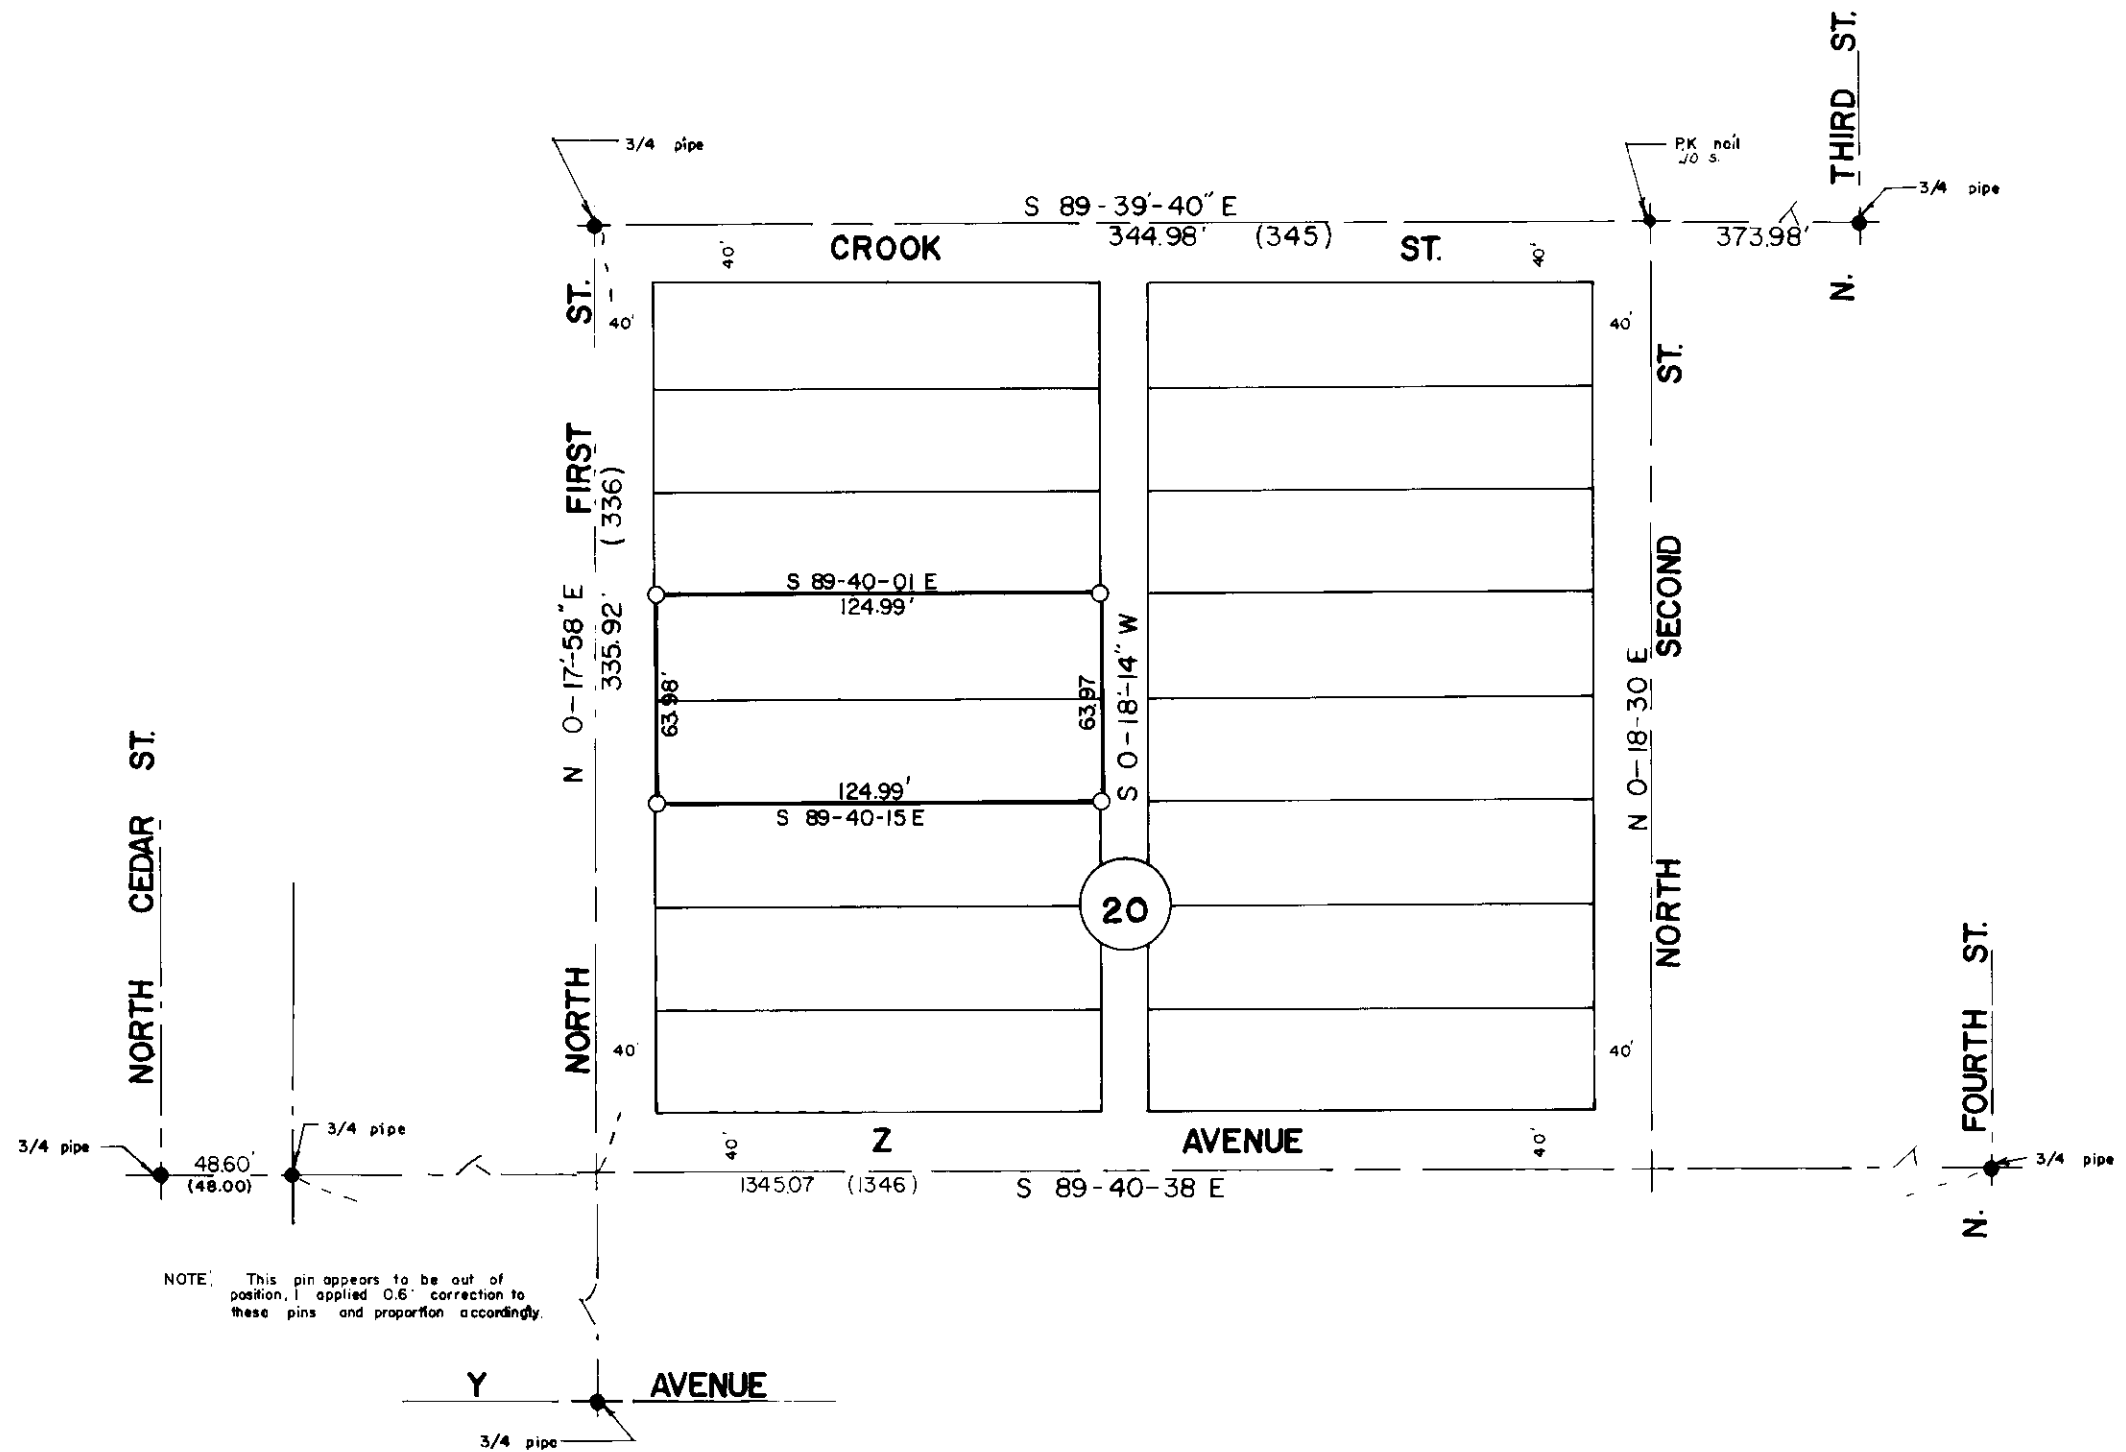 N. THIRD ST.
3/4 pipe
P.K nail
3/4 pipe
S 89-39'-40" E
344.98' (345)
373.98'
CROOK ST.
40'
40'
40'
40'
NORTH FIRST ST.
N 0-17'-58" E
335.92' (336)
S 89-40-01 E
124.99'
63.98'
63.97
S 0-18'-14" W
124.99'
S 89-40-15 E
NORTH SECOND ST.
N 0-18-30 E
20
NORTH CEDAR ST.
N. FOURTH ST.
40'
40'
3/4 pipe
3/4 pipe
48.60'
(48.00)
40'
Z AVENUE
40'
3/4 pipe
1345.07 (1346) S 89-40-38 E
NOTE: This pin appears to be out of
position, I applied 0.6' correction to
these pins and proportion accordingly.
Y AVENUE
3/4 pipe